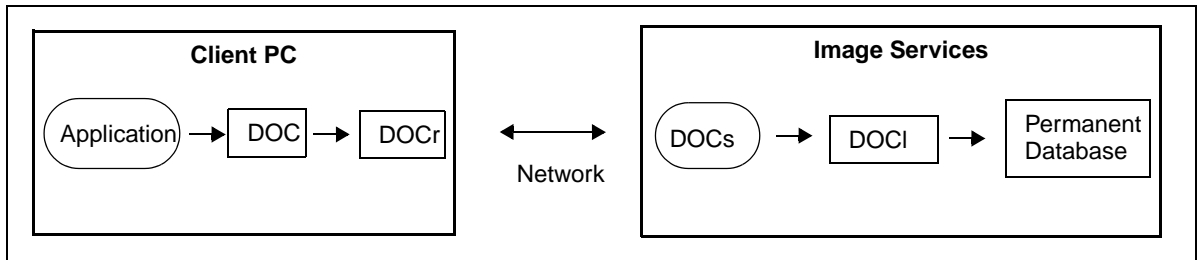 Client PC
Application
DOC
DOCr
Network
Image Services
DOCs
DOCl
Permanent
Database